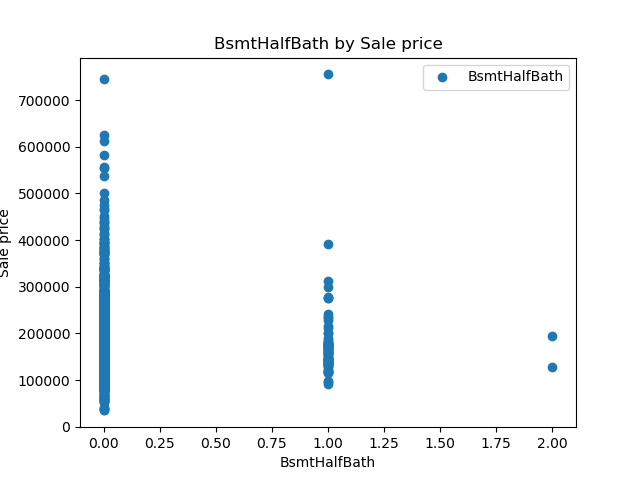 BsmtHalfBath by Sale price
BsmtHalfBath
700000
600000
500000
400000
300000
200000
100000
0
Sale price
0.00 0.25 0.50 0.75 1.00 1.25 1.50 1.75 2.00
BsmtHalfBath